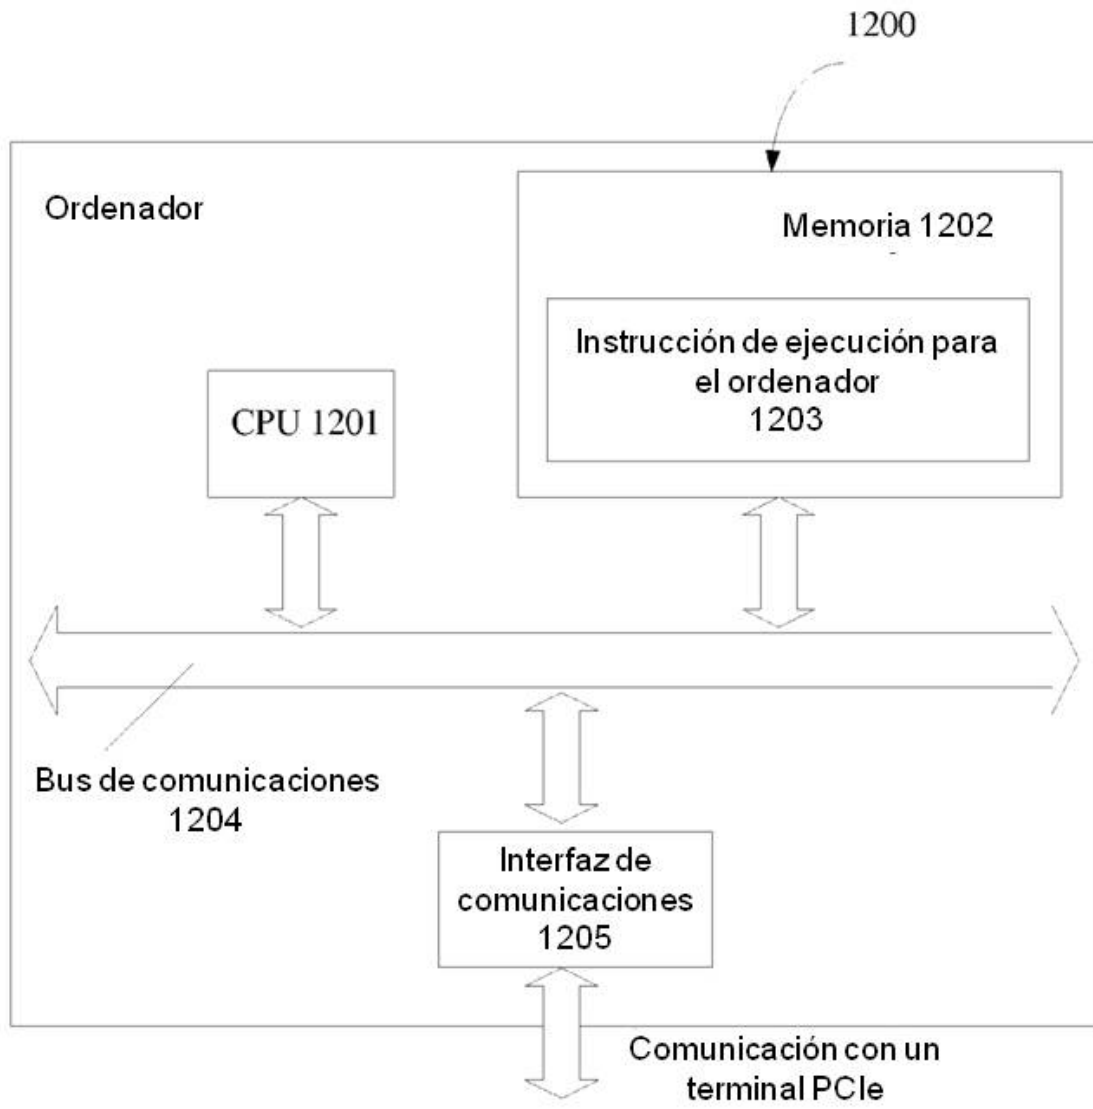 1200
Ordenador
Memoria 1202
Instrucción de ejecución para
el ordenador
1203
CPU 1201
Bus de comunicaciones
1204
Interfaz de
comunicaciones
1205
Comunicación con un
terminal PCIe